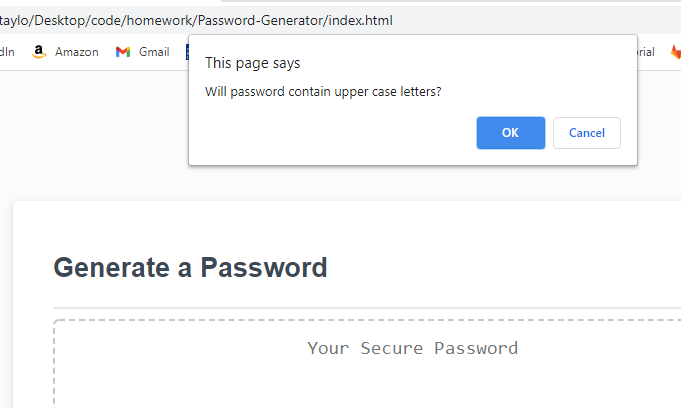 taylo/Desktop/code/homework/Password-Generator/index.html
dIn Amazon Gmail rial
This page says
Will password contain upper case letters?
OK Cancel
Generate a Password
Your Secure Password